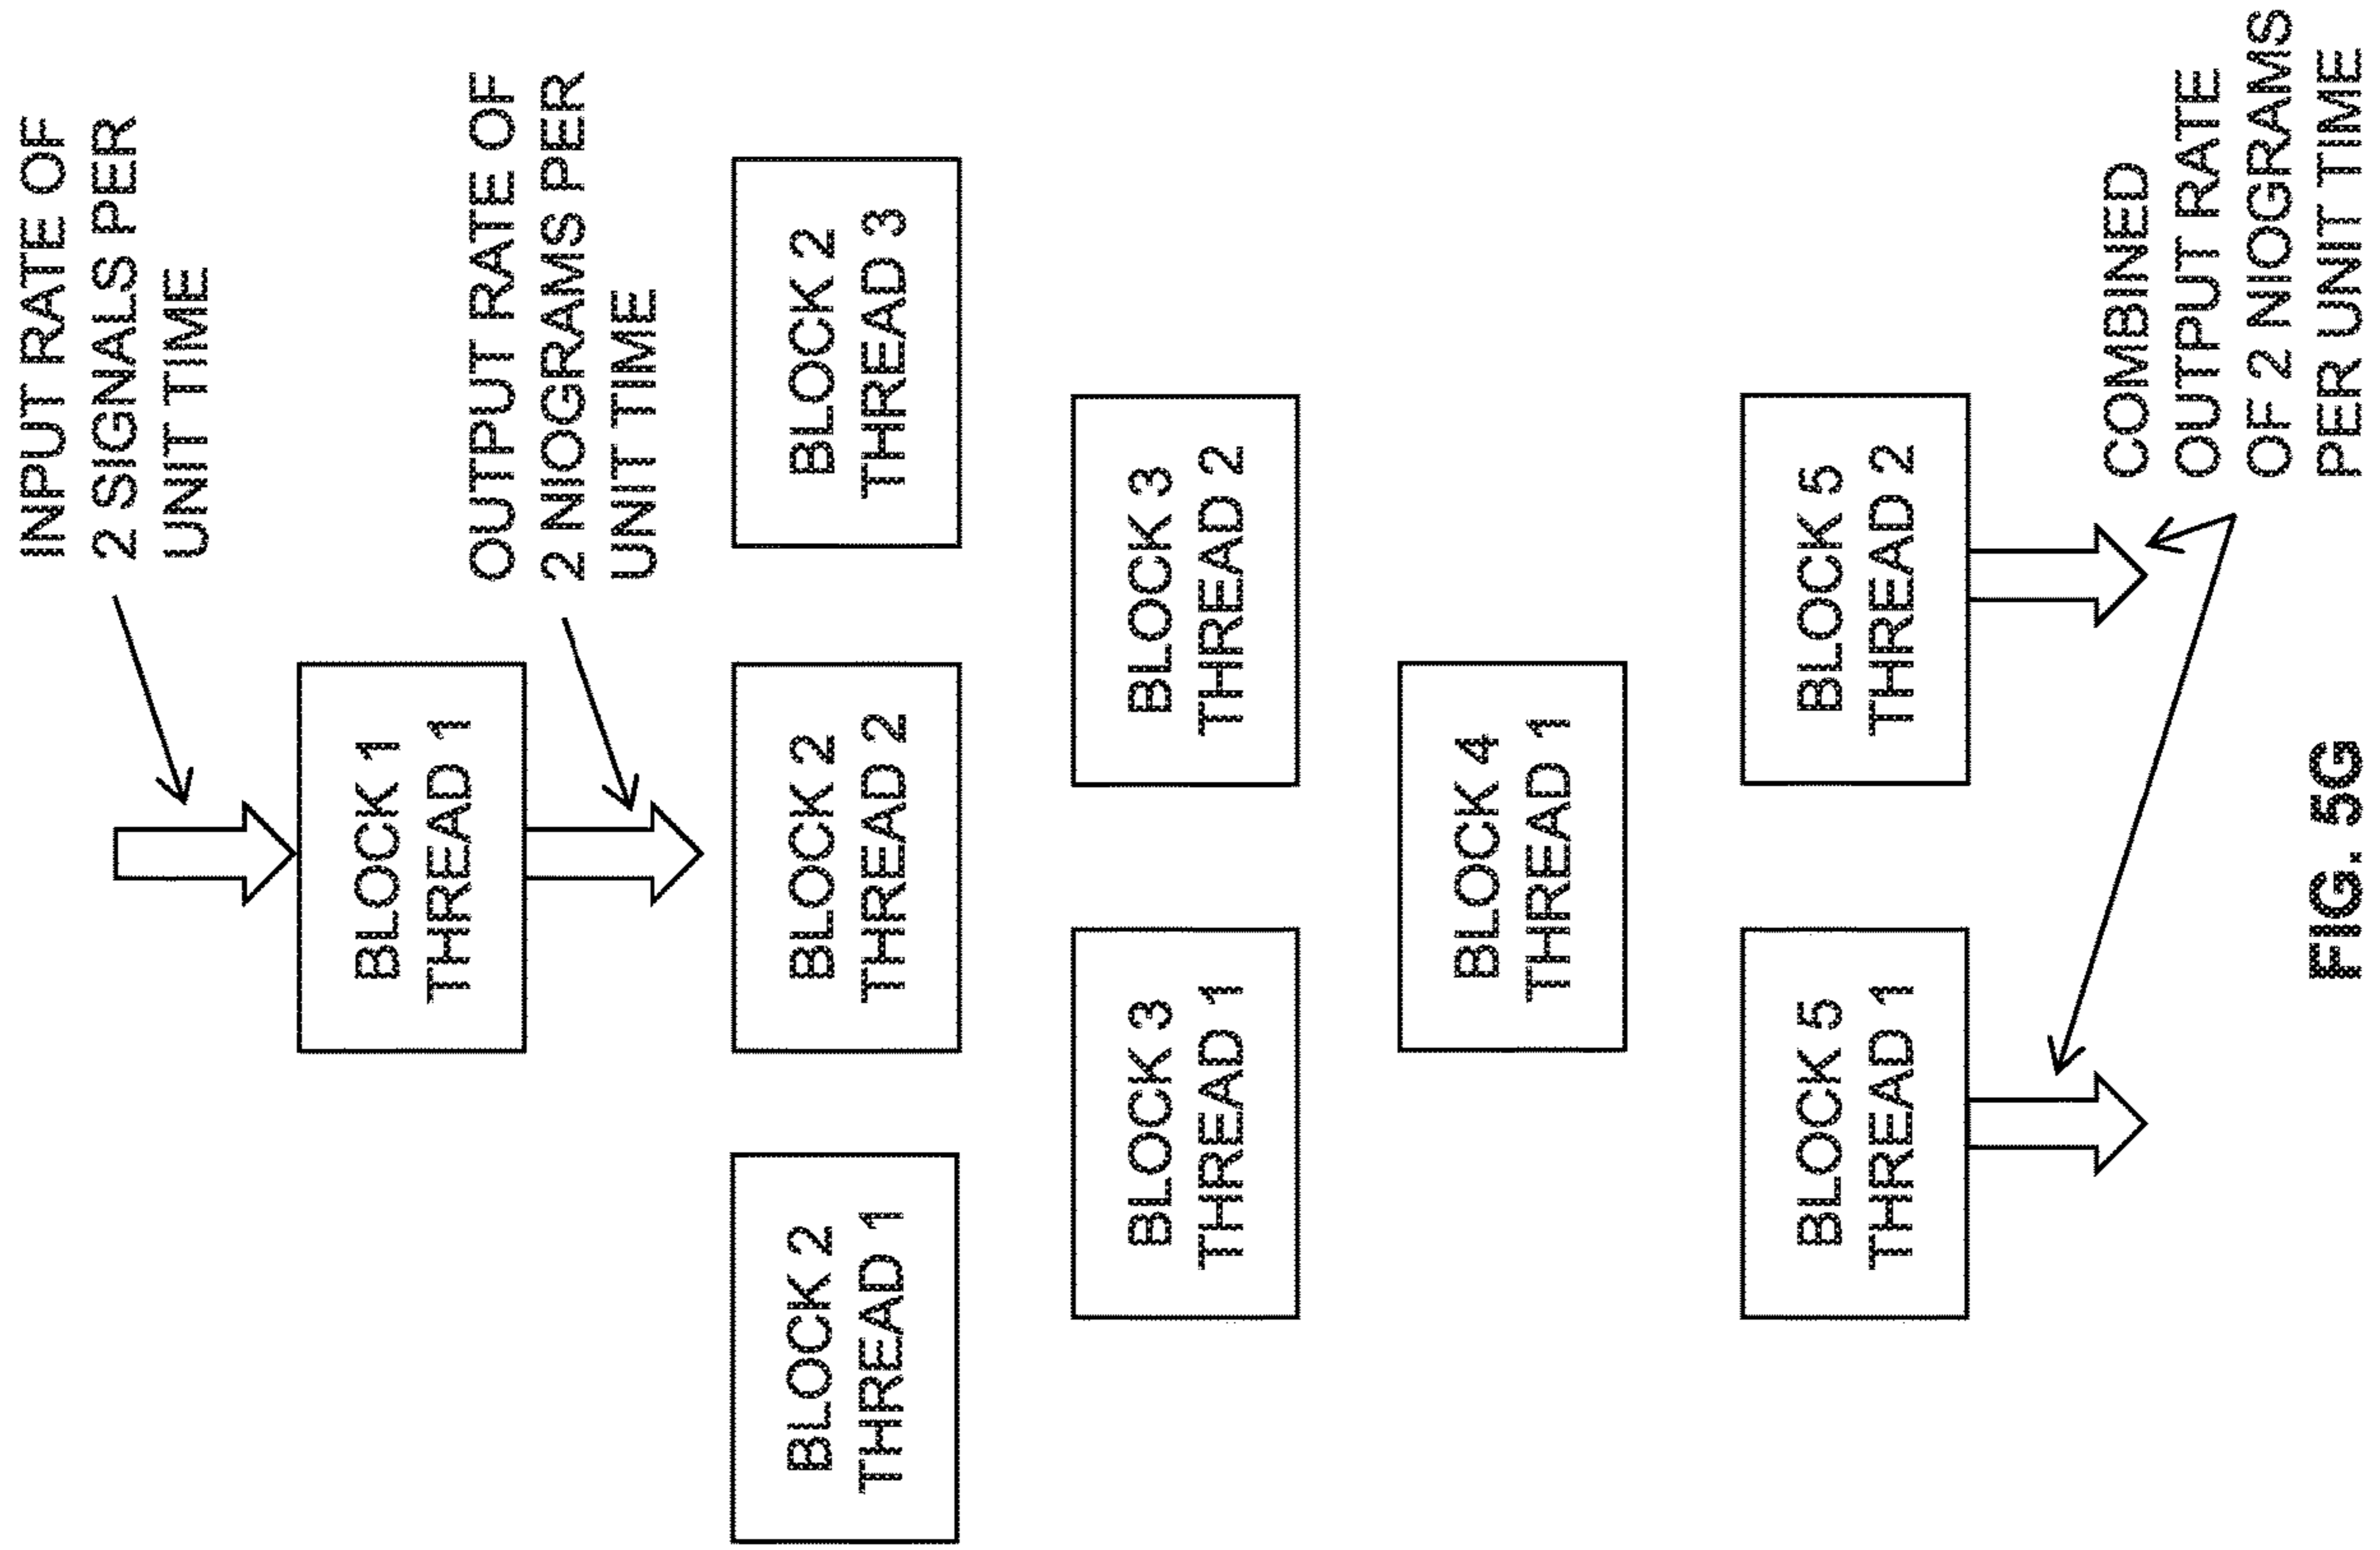 INPUT RATE OF
2 SIGNALS PER
UNIT TIME
BLOCK 1
THREAD 1
OUTPUT RATE OF
2 NIOGRAMS PER
UNIT TIME
BLOCK 2
THREAD 1
BLOCK 2
THREAD 2
BLOCK 2
THREAD 3
BLOCK 3
THREAD 1
BLOCK 3
THREAD 2
BLOCK 4
THREAD 1
BLOCK 5
THREAD 1
BLOCK 5
THREAD 2
COMBINED
OUTPUT RATE
OF 2 NIOGRAMS
PER UNIT TIME
FIG. 5G